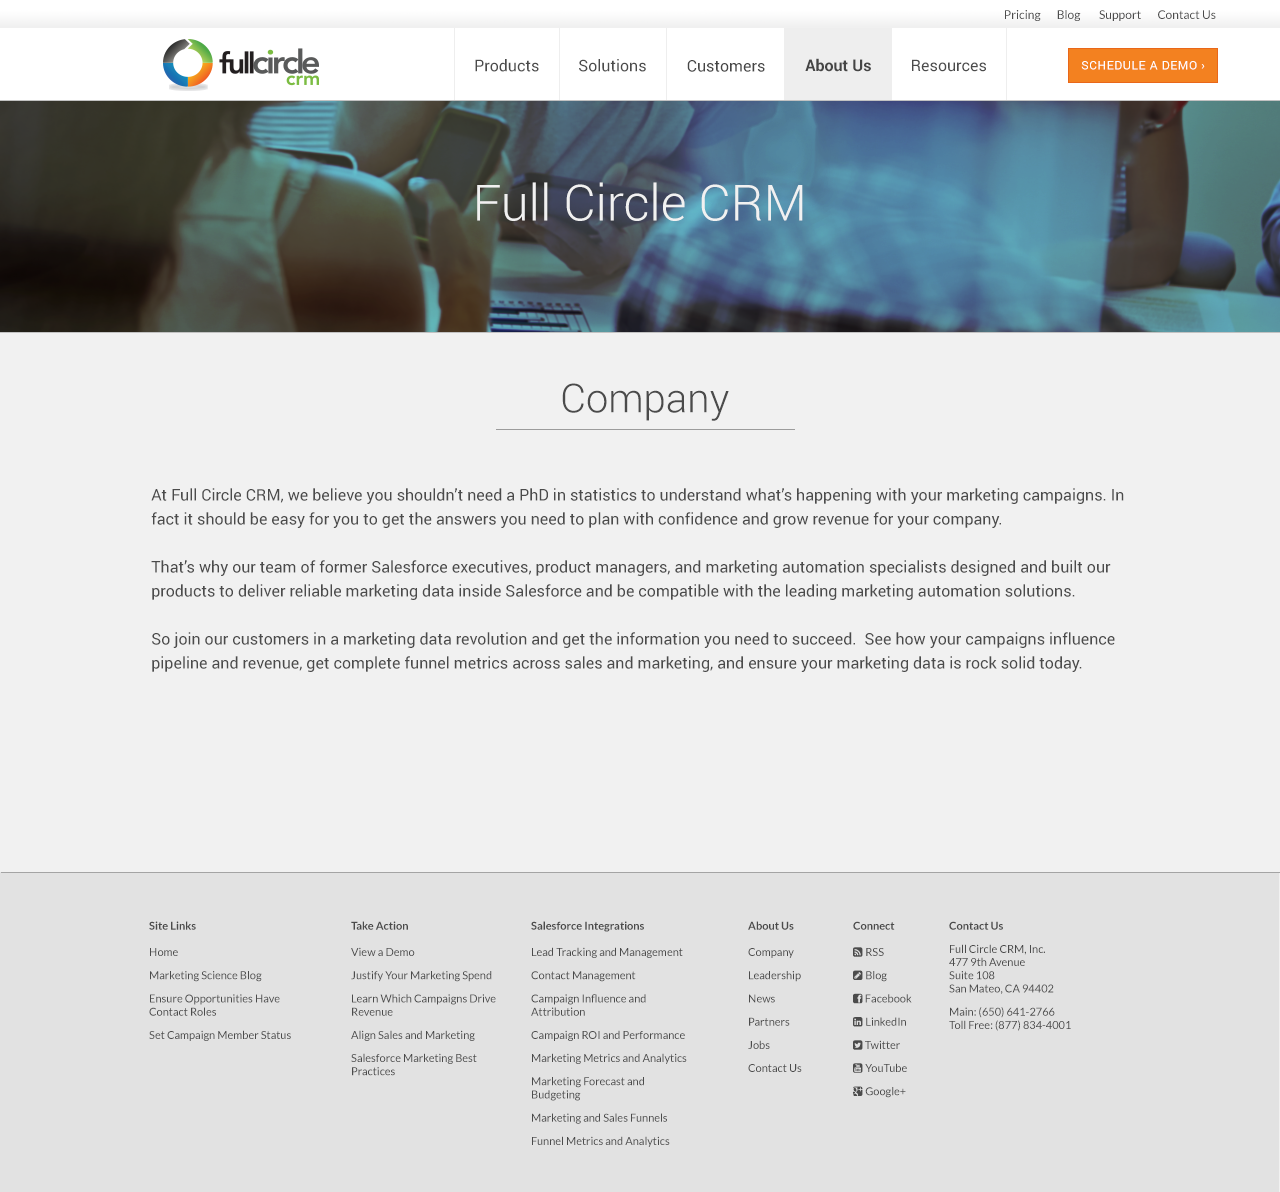 Pricing Blog Support Contact Us
fullcircle
crm
Products Solutions Customers About Us Resources SCHEDULE A DEMO ›
Full Circle CRM
Company
At Full Circle CRM, we believe you shouldn’t need a PhD in statistics to understand what’s happening with your marketing campaigns. In
fact it should be easy for you to get the answers you need to plan with confidence and grow revenue for your company.
That’s why our team of former Salesforce executives, product managers, and marketing automation specialists designed and built our
products to deliver reliable marketing data inside Salesforce and be compatible with the leading marketing automation solutions.
So join our customers in a marketing data revolution and get the information you need to succeed.  See how your campaigns influence
pipeline and revenue, get complete funnel metrics across sales and marketing, and ensure your marketing data is rock solid today.
Site Links
Home
Marketing Science Blog
Ensure Opportunities Have
Contact Roles
Set Campaign Member Status
Take Action
View a Demo
Justify Your Marketing Spend
Learn Which Campaigns Drive
Revenue
Align Sales and Marketing
Salesforce Marketing Best
Practices
Salesforce Integrations
Lead Tracking and Management
Contact Management
Campaign Influence and
Attribution
Campaign ROI and Performance
Marketing Metrics and Analytics
Marketing Forecast and
Budgeting
Marketing and Sales Funnels
Funnel Metrics and Analytics
About Us
Company
Leadership
News
Partners
Jobs
Contact Us
Connect
RSS
Blog
Facebook
LinkedIn
Twitter
YouTube
Google+
Contact Us
Full Circle CRM, Inc.
477 9th Avenue
Suite 108
San Mateo, CA 94402
Main: (650) 641-2766
Toll Free: (877) 834-4001